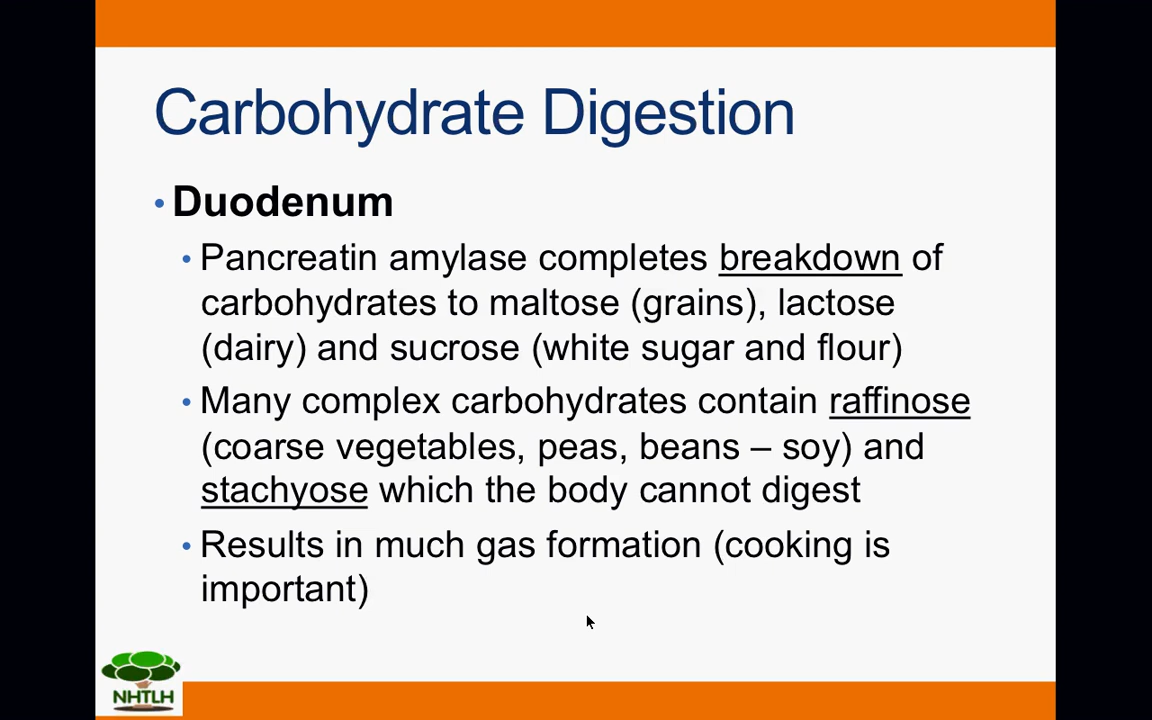 Carbohydrate Digestion
• Duodenum
• Pancreatin amylase completes breakdown of
carbohydrates to maltose (grains), lactose
(dairy) and sucrose (white sugar and flour)
• Many complex carbohydrates contain raffinose
(coarse vegetables, peas, beans – soy) and
stachyose which the body cannot digest
• Results in much gas formation (cooking is
important)
NHTLH